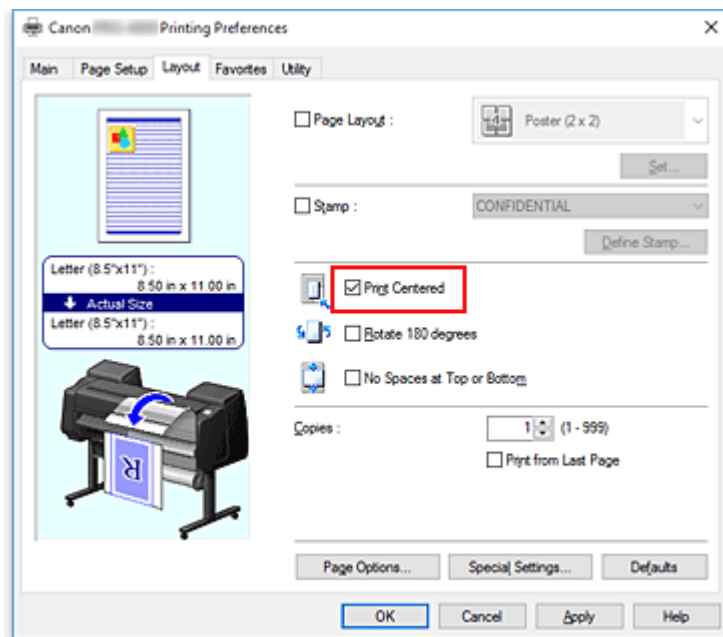 Canon Printing Preferences
Main Page Setup Layout Favorites Utility
Page Layout : Poster (2 x 2)
Set...
Stamp : CONFIDENTIAL
Define Stamp...
Letter (8.5"x11") :
8.50 in x 11.00 in
Actual Size
Letter (8.5"x11") :
8.50 in x 11.00 in
Print Centered
Rotate 180 degrees
No Spaces at Top or Bottom
Copies : 1 (1 - 999)
Print from Last Page
R
Page Options... Special Settings... Defaults
OK Cancel Apply Help